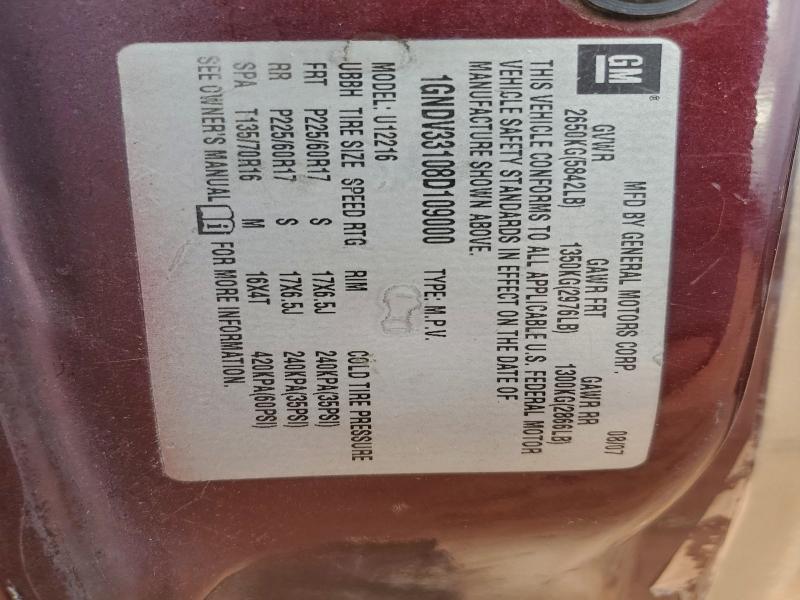 GM ®
MFD BY GENERAL MOTORS CORP. 08/07
GVWR GAWR FRT GAWR RR
2650KG(5842LB) 1350KG(2976LB) 1300KG(2866LB)
THIS VEHICLE CONFORMS TO ALL APPLICABLE U.S. FEDERAL MOTOR
VEHICLE SAFETY STANDARDS IN EFFECT ON THE DATE OF
MANUFACTURE SHOWN ABOVE.
1GNDV33108D109000 TYPE: M.P.V.
MODEL: U12216
UBBH TIRE SIZE SPEED RTG RIM COLD TIRE PRESSURE
FRT P225/60R17 S 17X6.5J 240KPA(35PSI)
RR P225/60R17 S 17X6.5J 240KPA(35PSI)
SPA T135/70R16 M 16X4T 420KPA(60PSI)
SEE OWNER'S MANUAL FOR MORE INFORMATION.